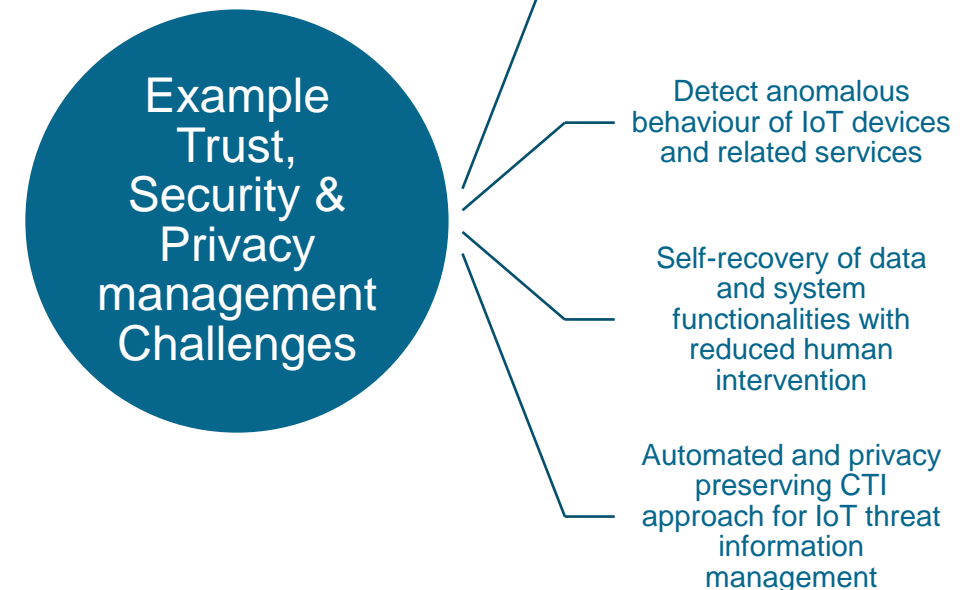 Example
Trust,
Security &
Privacy
management
Challenges
Detect anomalous
behaviour of IoT devices
and related services
Self-recovery of data
and system
functionalities with
reduced human
intervention
Automated and privacy
preserving CTI
approach for IoT threat
information
management